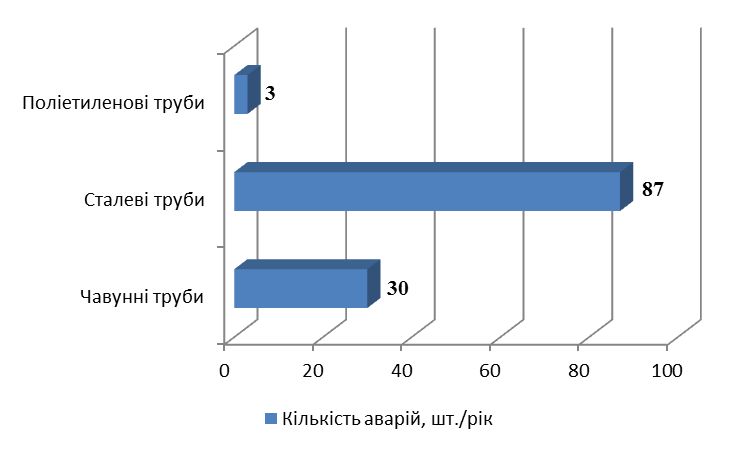 Поліетиленові труби
3
Сталеві труби
87
Чавунні труби
30
0 20 40 60 80 100
Кількість аварій, шт./рік